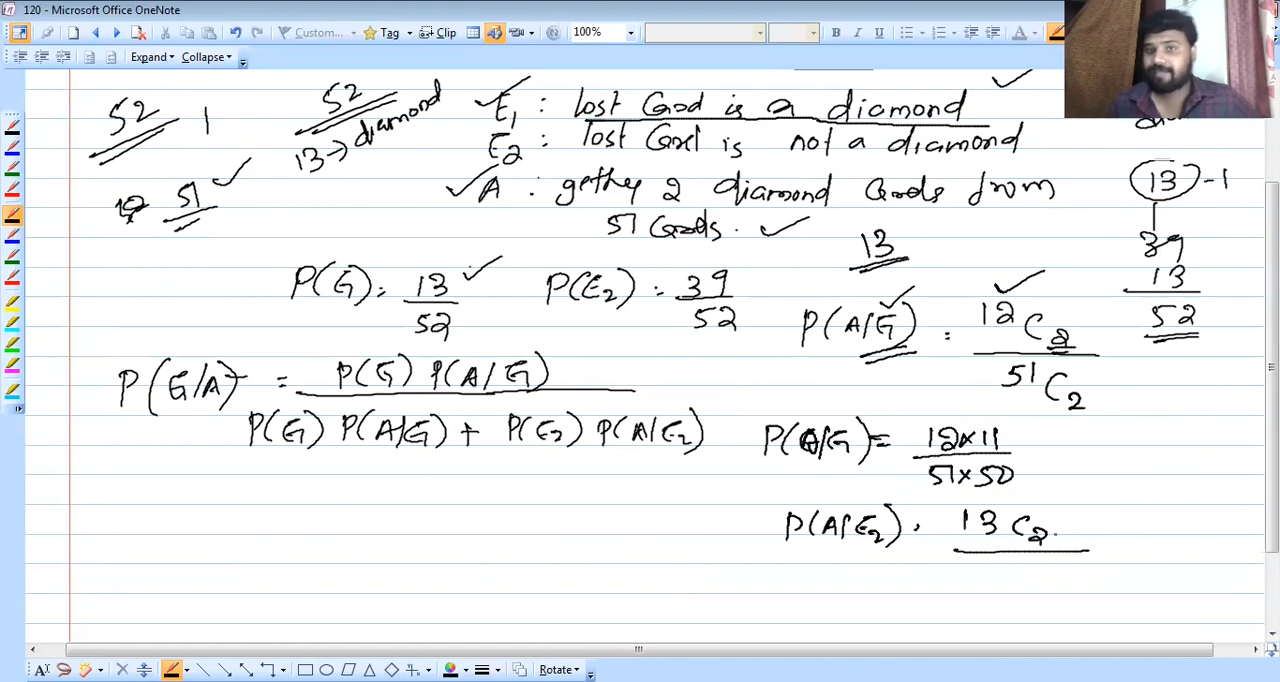 120 - Microsoft Office OneNote
Custom... Tag Clip 100% B I U A
Expand Collapse
52 1
51
52
13 → diamond
E1 : lost Card is a diamond
E2 : lost Card is not a diamond
A : getting 2 diamond Cards from
51 Cards.
13 - 1
39
13
52
13
P(E1) = 13/52 P(E2) = 39/52
P(A/E1) = 12C2 / 51C2
P(E1/A) = P(E1) P(A/E1)
P(E1) P(A/E1) + P(E2) P(A/E2)
P(A/E1) = 12×11 / 51×50
P(A/E2) = 13C2
Rotate